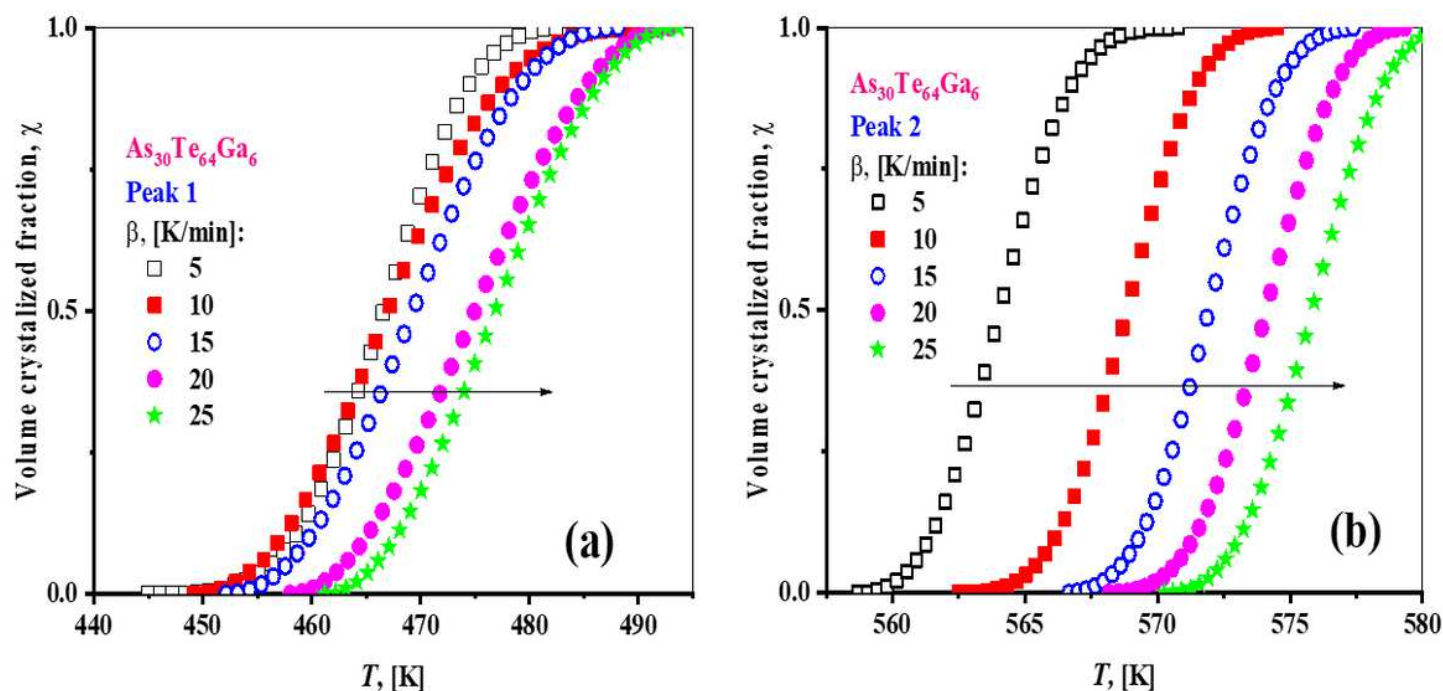 1.0
0.5
0.0
Volume crystalized fraction, χ
As₃₀Te₆₄Ga₆
Peak 1
β, [K/min]:
5
10
15
20
25
(a)
440 450 460 470 480 490
T, [K]
1.0
0.5
0.0
Volume crystalized fraction, χ
As₃₀Te₆₄Ga₆
Peak 2
β, [K/min]:
5
10
15
20
25
(b)
560 565 570 575 580
T, [K]